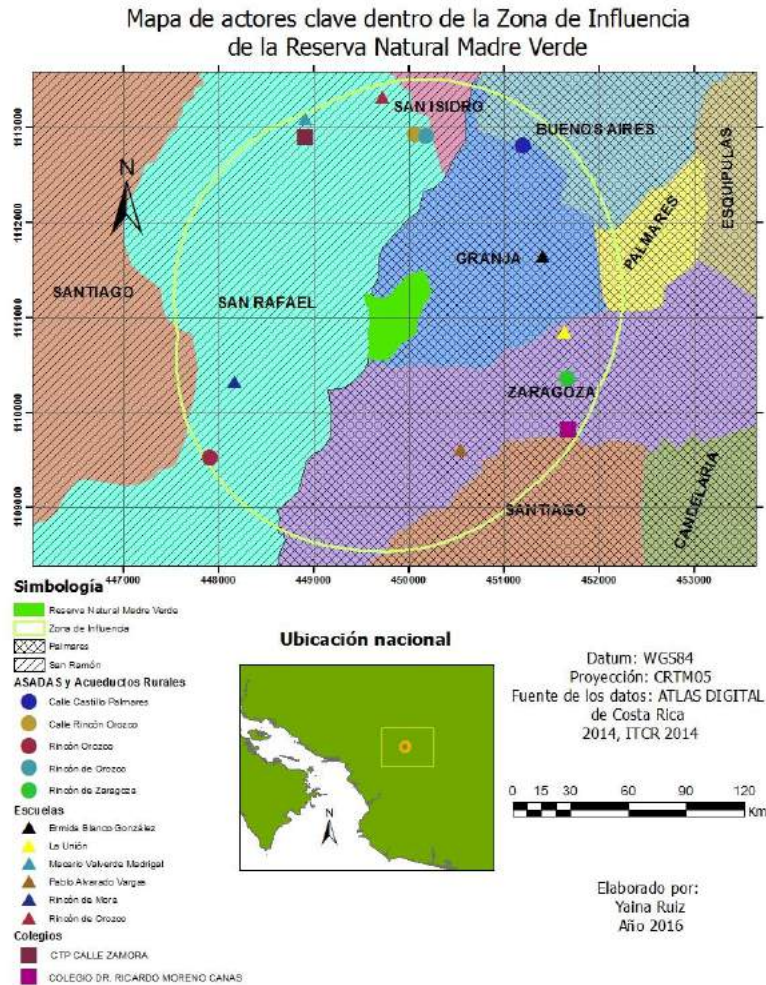 Mapa de actores clave dentro de la Zona de Influencia
de la Reserva Natural Madre Verde
SAN ISIDRO
BUENOS AIRES
ESQUIPULAS
PALMARES
GRANJA
SANTIAGO
SAN RAFAEL
ZARAGOZA
SANTIAGO
CANDELARIA
N
1113000
1112000
1111000
1110000
1109000
447000 448000 449000 450000 451000 452000 453000
Simbología
Reserva Natural Madre Verde
Zona de Influencia
Palmares
San Ramón
ASADAS y Acueductos Rurales
Calle Castillo Palmares
Calle Rincón Orozco
Rincón Orozco
Rincón de Orozco
Rincón de Zaragoza
Escuelas
Ermida Blanco González
La Unión
Macario Valverde Madrigal
Pablo Alvarado Vargas
Rincón de Mora
Rincón de Orozco
Colegios
CTP CALLE ZAMORA
COLEGIO DR. RICARDO MORENO CANAS
Ubicación nacional
N
Datum: WGS84
Proyección: CRTM05
Fuente de los datos: ATLAS DIGITAL
de Costa Rica
2014, ITCR 2014
0 15 30 60 90 120
Km
Elaborado por:
Yaina Ruiz
Año 2016